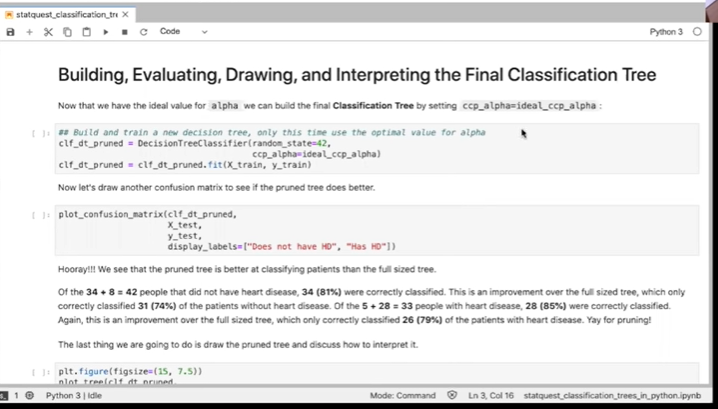 statquest_classification_tree
Code
Python 3
Building, Evaluating, Drawing, and Interpreting the Final Classification Tree
Now that we have the ideal value for alpha we can build the final Classification Tree by setting ccp_alpha=ideal_ccp_alpha :
[ ]: ## Build and train a new decision tree, only this time use the optimal value for alpha
clf_dt_pruned = DecisionTreeClassifier(random_state=42,
ccp_alpha=ideal_ccp_alpha)
clf_dt_pruned = clf_dt_pruned.fit(X_train, y_train)
Now let's draw another confusion matrix to see if the pruned tree does better.
[ ]: plot_confusion_matrix(clf_dt_pruned,
X_test,
y_test,
display_labels=["Does not have HD", "Has HD"])
Hooray!!! We see that the pruned tree is better at classifying patients than the full sized tree.
Of the 34 + 8 = 42 people that did not have heart disease, 34 (81%) were correctly classified. This is an improvement over the full sized tree, which only
correctly classified 31 (74%) of the patients without heart disease. Of the 5 + 28 = 33 people with heart disease, 28 (85%) were correctly classified.
Again, this is an improvement over the full sized tree, which only correctly classified 26 (79%) of the patients with heart disease. Yay for pruning!
The last thing we are going to do is draw the pruned tree and discuss how to interpret it.
[ ]: plt.figure(figsize=(15, 7.5))
plot_tree(clf_dt_pruned,
1 Python 3 | Idle Mode: Command Ln 3, Col 16 statquest_classification_trees_in_python.ipynb